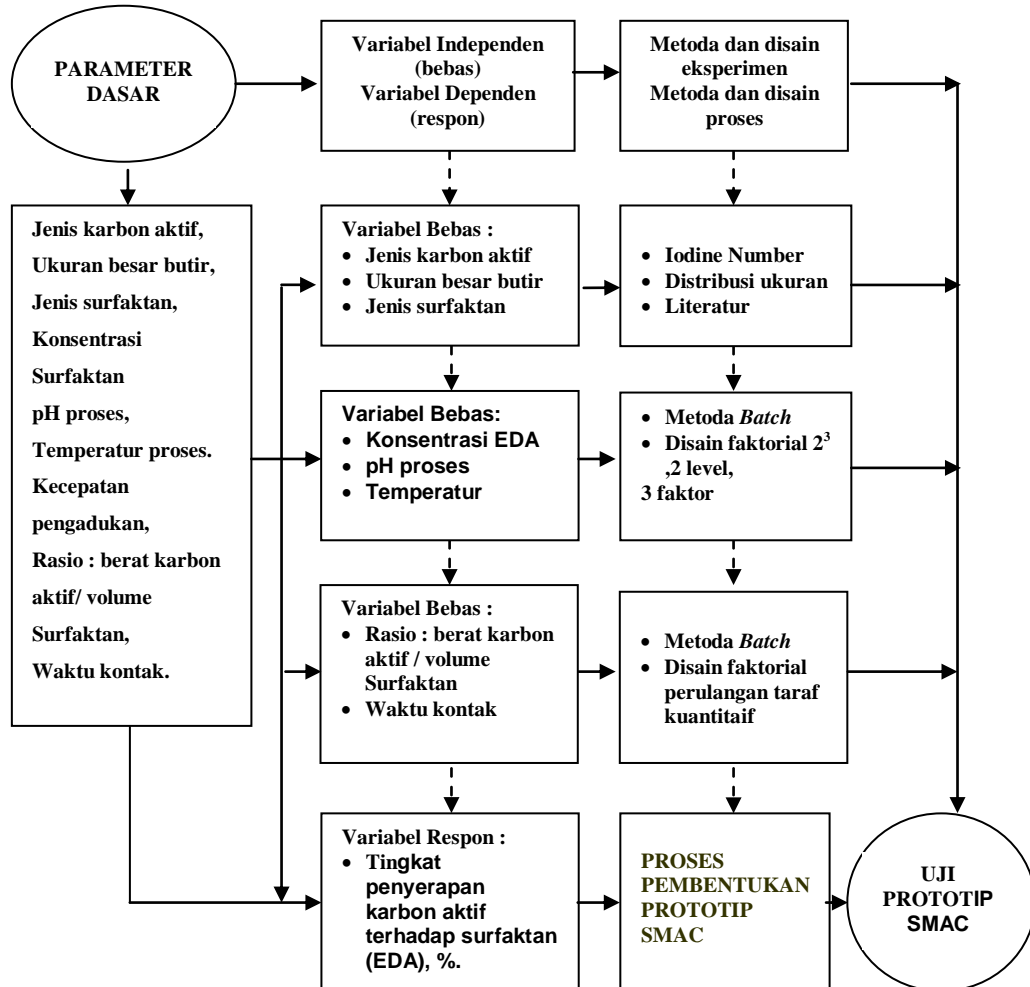 PARAMETER
DASAR
Variabel Independen
(bebas)
Variabel Dependen
(respon)
Metoda dan disain
eksperimen
Metoda dan disain
proses
Jenis karbon aktif,
Ukuran besar butir,
Jenis surfaktan,
Konsentrasi
Surfaktan
pH proses,
Temperatur proses.
Kecepatan
pengadukan,
Rasio : berat karbon
aktif/ volume
Surfaktan,
Waktu kontak.
Variabel Bebas :
• Jenis karbon aktif
• Ukuran besar butir
• Jenis surfaktan
• Iodine Number
• Distribusi ukuran
• Literatur
Variabel Bebas:
• Konsentrasi EDA
• pH proses
• Temperatur
• Metoda Batch
• Disain faktorial 2³
,2 level,
3 faktor
Variabel Bebas :
• Rasio : berat karbon
aktif / volume
Surfaktan
• Waktu kontak
• Metoda Batch
• Disain faktorial
perulangan taraf
kuantitaif
Variabel Respon :
• Tingkat
penyerapan
karbon aktif
terhadap surfaktan
(EDA), %.
PROSES
PEMBENTUKAN
PROTOTIP
SMAC
UJI
PROTOTIP
SMAC